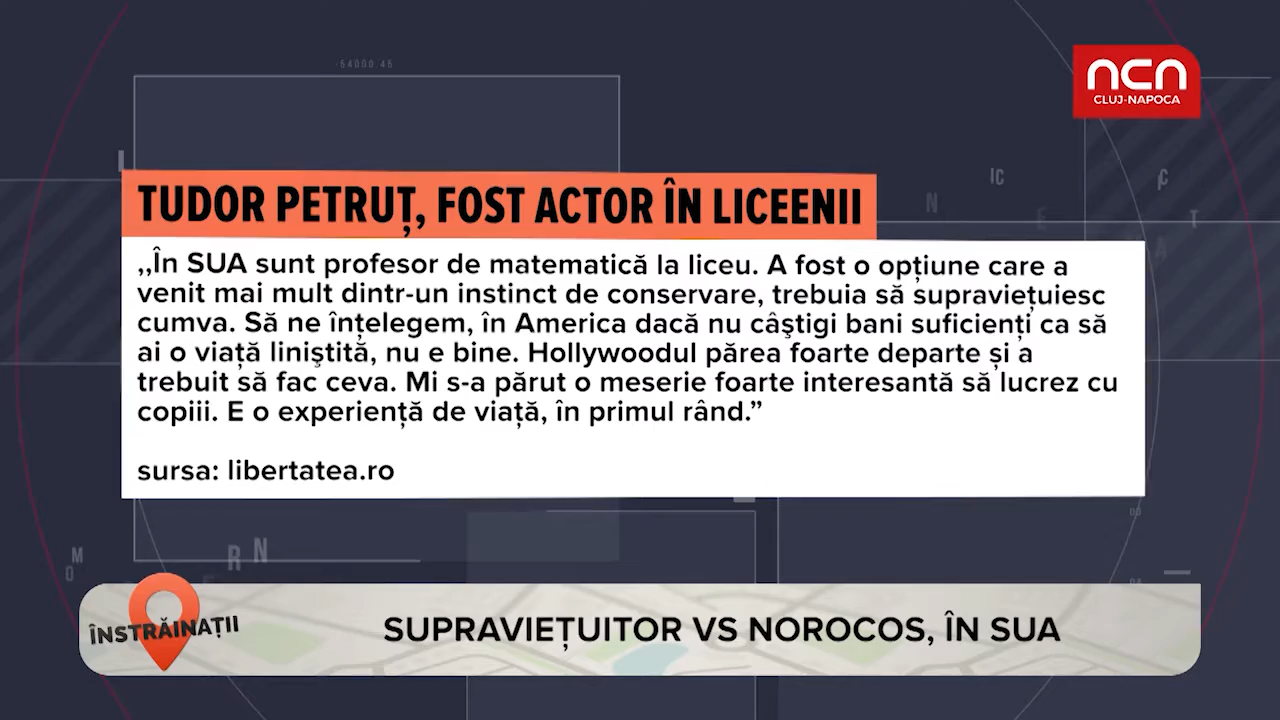 -54000.45
ncn
CLUJ-NAPOCA
TUDOR PETRUȚ, FOST ACTOR ÎN LICEENII
,,În SUA sunt profesor de matematică la liceu. A fost o opțiune care a
venit mai mult dintr-un instinct de conservare, trebuia să supraviețuiesc
cumva. Să ne înțelegem, în America dacă nu câştigi bani suficienți ca să
ai o viață liniştită, nu e bine. Hollywoodul părea foarte departe și a
trebuit să fac ceva. Mi s-a părut o meserie foarte interesantă să lucrez cu
copiii. E o experiență de viață, în primul rând.”
sursa: libertatea.ro
ÎNSTRĂINAȚII
SUPRAVIEȚUITOR VS NOROCOS, ÎN SUA